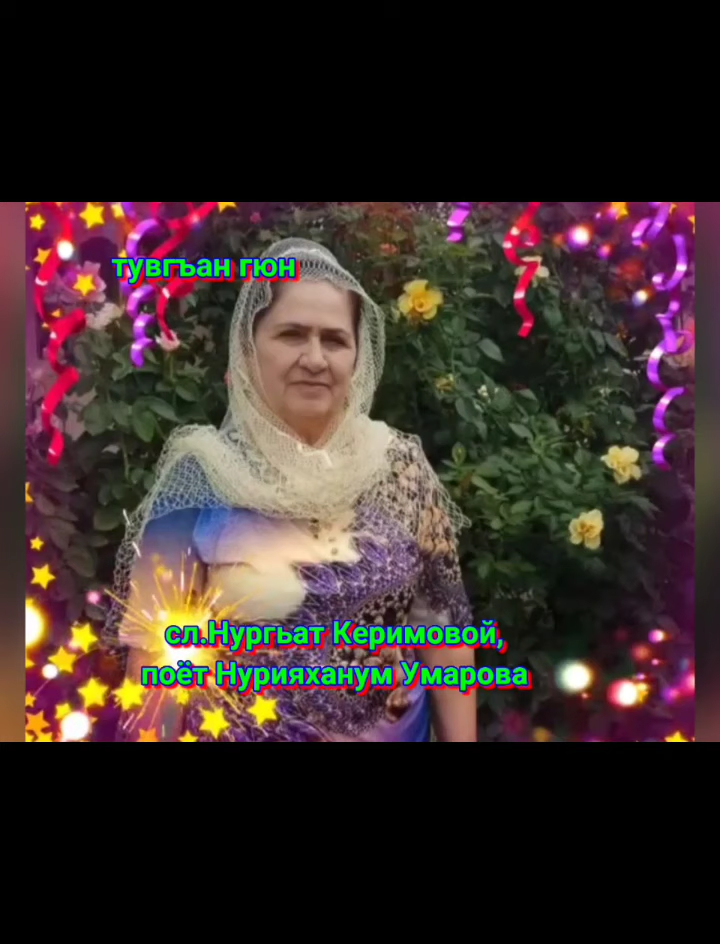 тувгъан гюн
сл.Нургьат Керимовой,
поёт Нурияханум Умарова